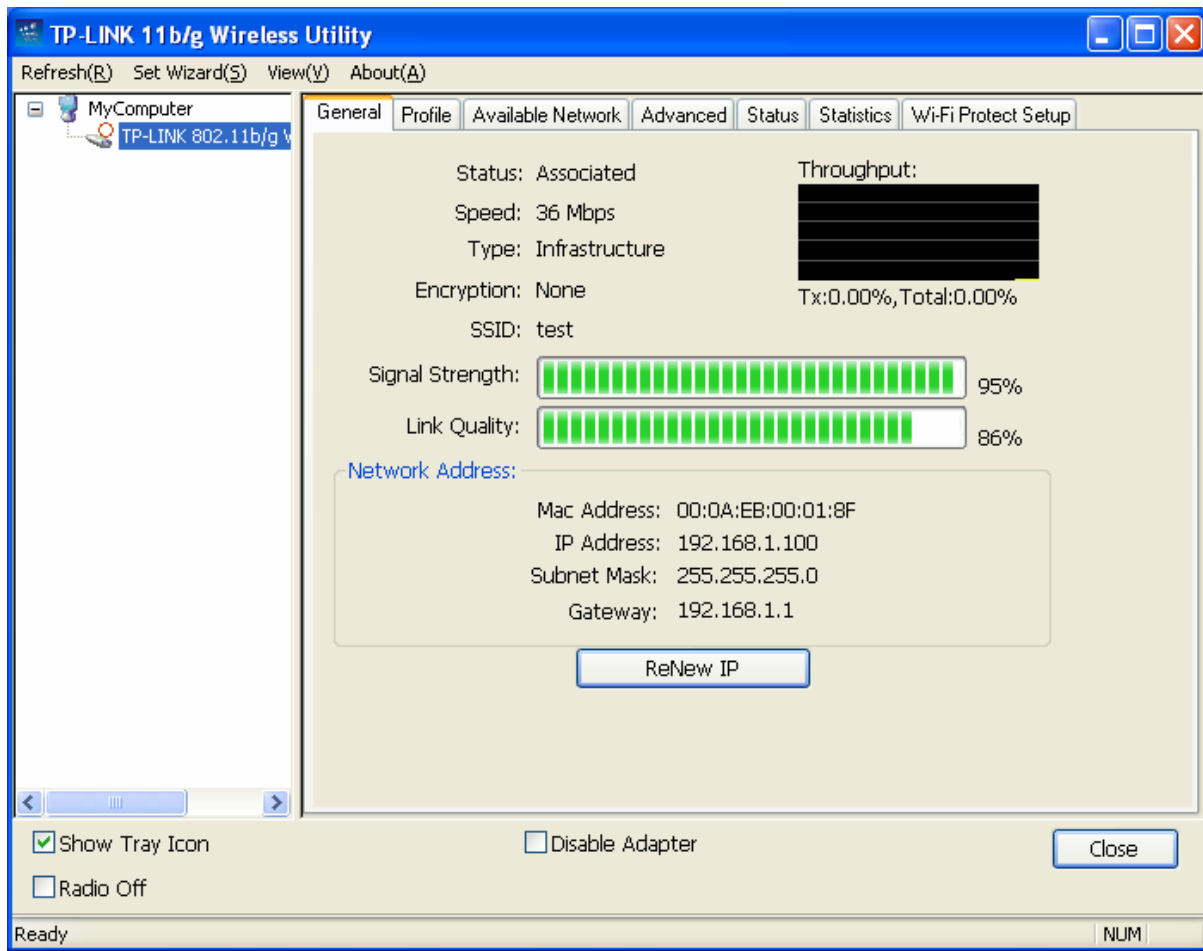 TP-LINK 11b/g Wireless Utility
Refresh(R) Set Wizard(S) View(V) About(A)
MyComputer
TP-LINK 802.11b/g
General Profile Available Network Advanced Status Statistics Wi-Fi Protect Setup
Status: Associated
Speed: 36 Mbps
Type: Infrastructure
Encryption: None
SSID: test
Throughput:
Tx:0.00%,Total:0.00%
Signal Strength: 95%
Link Quality: 86%
Network Address:
Mac Address: 00:0A:EB:00:01:8F
IP Address: 192.168.1.100
Subnet Mask: 255.255.255.0
Gateway: 192.168.1.1
ReNew IP
Show Tray Icon
Disable Adapter
Close
Radio Off
Ready
NUM